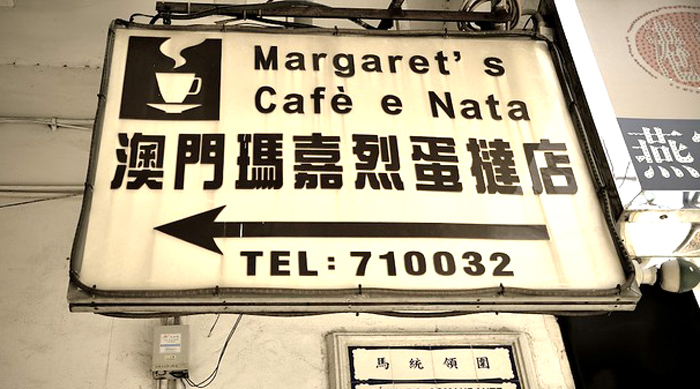 Margaret's
Cafè e Nata
澳門瑪嘉烈蛋撻店
TEL: 710032
燕
馬統領圍